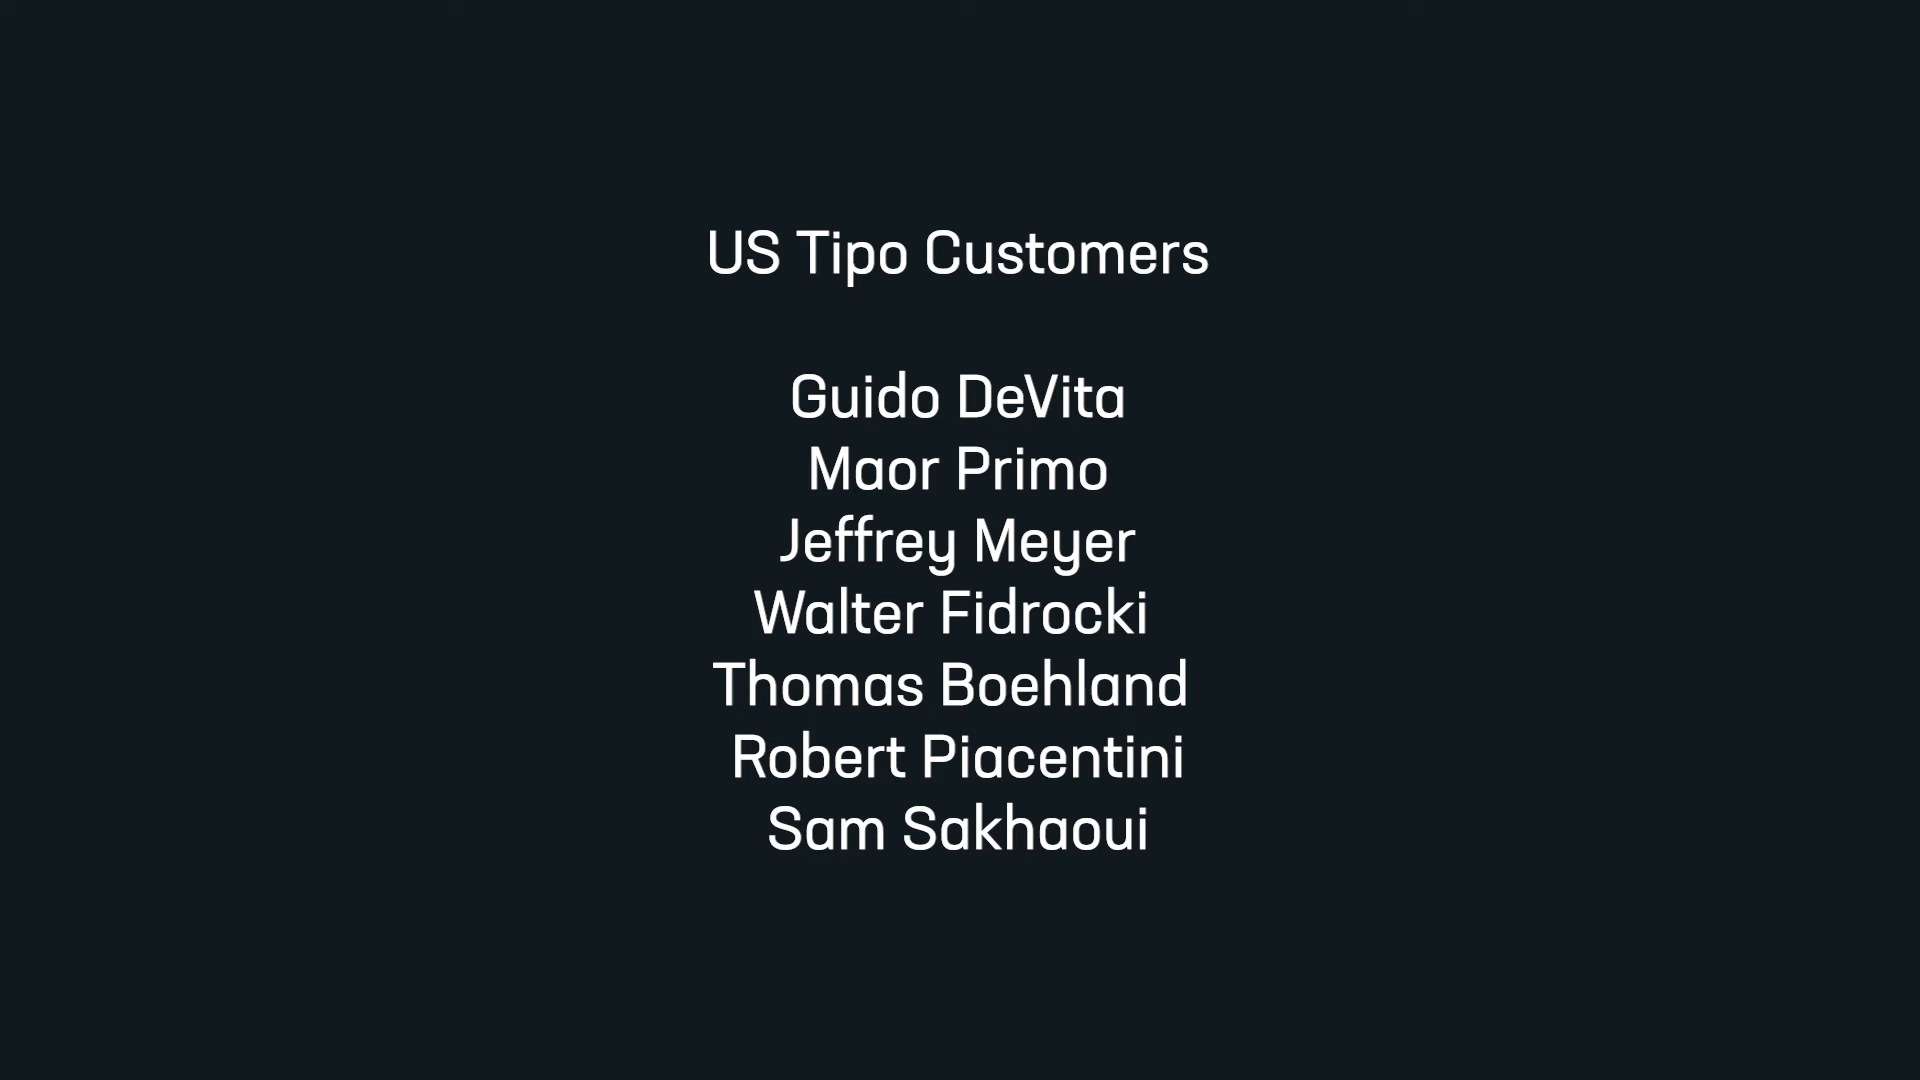 US Tipo Customers
Guido DeVita
Maor Primo
Jeffrey Meyer
Walter Fidrocki
Thomas Boehland
Robert Piacentini
Sam Sakhaoui